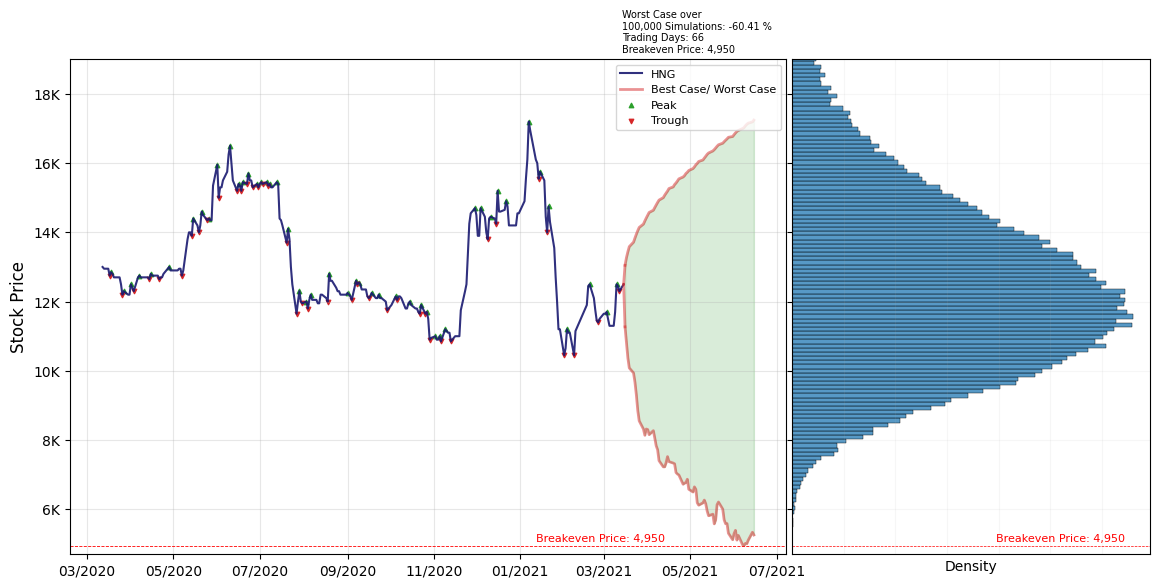 Worst Case over
100,000 Simulations: -60.41 %
Trading Days: 66
Breakeven Price: 4,950
HNG
Best Case/ Worst Case
Peak
Trough
18K
16K
14K
12K
10K
8K
6K
Stock Price
Breakeven Price: 4,950
Breakeven Price: 4,950
03/2020
05/2020
07/2020
09/2020
11/2020
01/2021
03/2021
05/2021
07/2021
Density